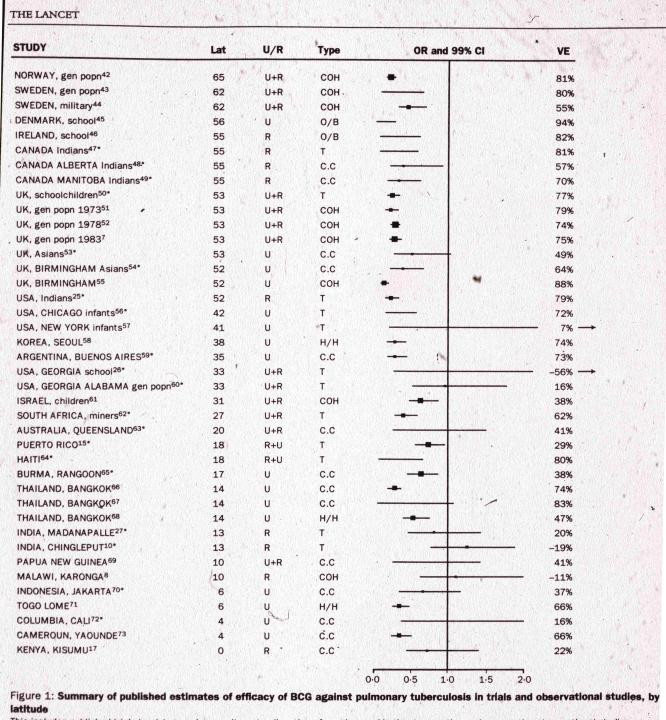 THE LANCET
STUDY Lat U/R Type OR and 99% CI VE
NORWAY, gen popn42 65 U+R COH 81%
SWEDEN, gen popn43 62 U+R COH 80%
SWEDEN, military44 62 U+R COH 55%
DENMARK, school45 56 U O/B 94%
IRELAND, school46 55 R O/B 82%
CANADA Indians47* 55 R T 81%
CANADA ALBERTA Indians48* 55 R C.C 57%
CANADA MANITOBA Indians49* 55 R C.C 70%
UK, schoolchildren50* 53 U+R T 77%
UK, gen popn 197351 53 U+R COH 79%
UK, gen popn 197852 53 U+R COH 74%
UK, gen popn 19837 53 U+R COH 75%
UK, Asians53* 53 U C.C 49%
UK, BIRMINGHAM Asians54* 52 U C.C 64%
UK, BIRMINGHAM55 52 U COH 88%
USA, Indians25* 52 R T 79%
USA, CHICAGO infants56* 42 U T 72%
USA, NEW YORK infants57 41 U T 7%
KOREA, SEOUL58 38 U H/H 74%
ARGENTINA, BUENOS AIRES59* 35 U C.C 73%
USA, GEORGIA school26* 33 U+R T -56%
USA, GEORGIA ALABAMA gen popn60* 33 U+R T 16%
ISRAEL, children61 31 U+R COH 38%
SOUTH AFRICA, miners62* 27 U+R T 62%
AUSTRALIA, QUEENSLAND63* 20 U+R C.C 41%
PUERTO RICO15* 18 R+U T 29%
HAITI64* 18 R+U T 80%
BURMA, RANGOON65* 17 U C.C 38%
THAILAND, BANGKOK66 14 U C.C 74%
THAILAND, BANGKOK67 14 U C.C 83%
THAILAND, BANGKOK68 14 U H/H 47%
INDIA, MADANAPALLE27* 13 R T 20%
INDIA, CHINGLEPUT10* 13 R T -19%
PAPUA NEW GUINEA69 10 U+R C.C 41%
MALAWI, KARONGA8 10 R COH -11%
INDONESIA, JAKARTA70* 6 U C.C 37%
TOGO LOME71 6 U H/H 66%
COLUMBIA, CALI72* 4 U C.C 16%
CAMEROUN, YAOUNDE73 4 U C.C 66%
KENYA, KISUMU17 0 R C.C 22%
0·0 0·5 1·0 1·5 2·0
Figure 1: Summary of published estimates of efficacy of BCG against pulmonary tuberculosis in trials and observational studies, by
latitude